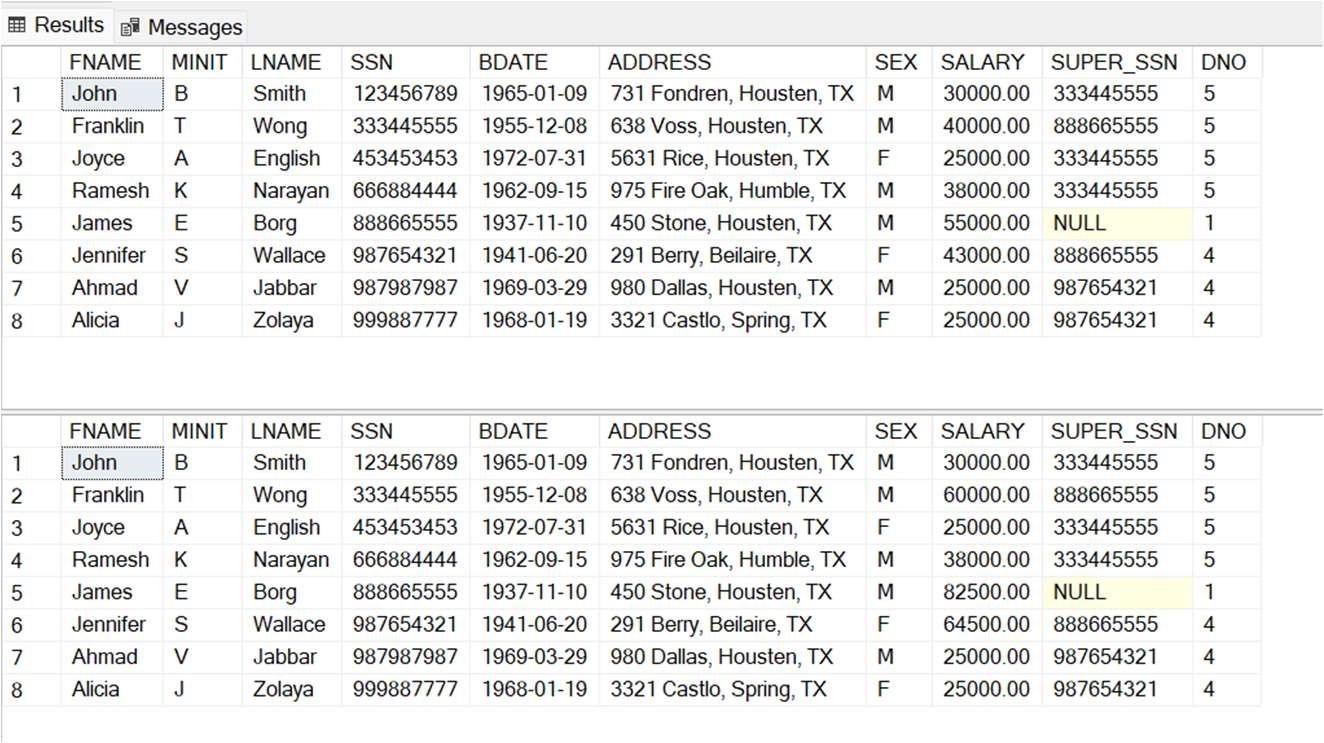 Results Messages
FNAME MINIT LNAME SSN BDATE ADDRESS SEX SALARY SUPER_SSN DNO
1 John B Smith 123456789 1965-01-09 731 Fondren, Housten, TX M 30000.00 333445555 5
2 Franklin T Wong 333445555 1955-12-08 638 Voss, Housten, TX M 40000.00 888665555 5
3 Joyce A English 453453453 1972-07-31 5631 Rice, Housten, TX F 25000.00 333445555 5
4 Ramesh K Narayan 666884444 1962-09-15 975 Fire Oak, Humble, TX M 38000.00 333445555 5
5 James E Borg 888665555 1937-11-10 450 Stone, Housten, TX M 55000.00 NULL 1
6 Jennifer S Wallace 987654321 1941-06-20 291 Berry, Beilaire, TX F 43000.00 888665555 4
7 Ahmad V Jabbar 987987987 1969-03-29 980 Dallas, Housten, TX M 25000.00 987654321 4
8 Alicia J Zolaya 999887777 1968-01-19 3321 Castlo, Spring, TX F 25000.00 987654321 4
FNAME MINIT LNAME SSN BDATE ADDRESS SEX SALARY SUPER_SSN DNO
1 John B Smith 123456789 1965-01-09 731 Fondren, Housten, TX M 30000.00 333445555 5
2 Franklin T Wong 333445555 1955-12-08 638 Voss, Housten, TX M 60000.00 888665555 5
3 Joyce A English 453453453 1972-07-31 5631 Rice, Housten, TX F 25000.00 333445555 5
4 Ramesh K Narayan 666884444 1962-09-15 975 Fire Oak, Humble, TX M 38000.00 333445555 5
5 James E Borg 888665555 1937-11-10 450 Stone, Housten, TX M 82500.00 NULL 1
6 Jennifer S Wallace 987654321 1941-06-20 291 Berry, Beilaire, TX F 64500.00 888665555 4
7 Ahmad V Jabbar 987987987 1969-03-29 980 Dallas, Housten, TX M 25000.00 987654321 4
8 Alicia J Zolaya 999887777 1968-01-19 3321 Castlo, Spring, TX F 25000.00 987654321 4